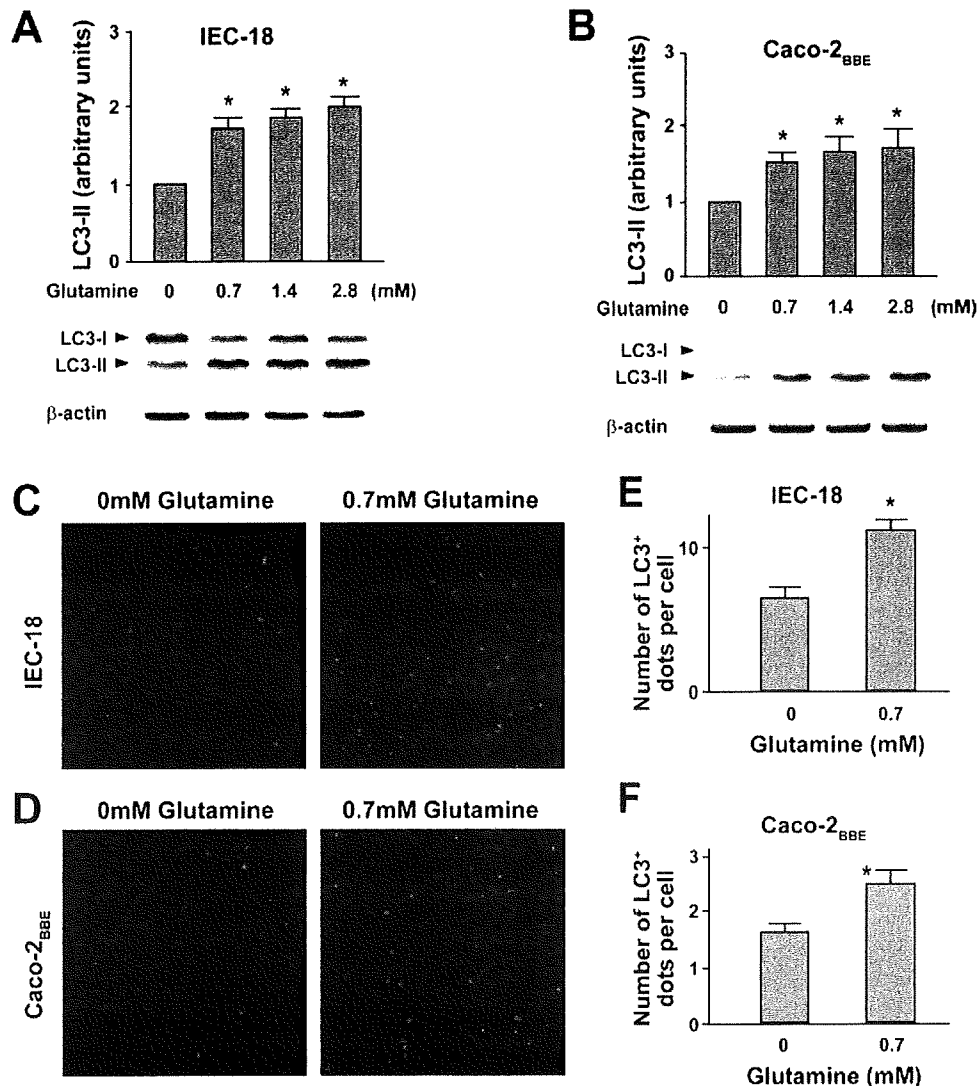 A
IEC-18
LC3-II (arbitrary units)
3
2
1
0
* * *
Glutamine 0 0.7 1.4 2.8 (mM)
LC3-I
LC3-II
β-actin
B
Caco-2BBE
LC3-II (arbitrary units)
3
2
1
0
* * *
Glutamine 0 0.7 1.4 2.8 (mM)
LC3-I
LC3-II
β-actin
C
0mM Glutamine 0.7mM Glutamine
IEC-18
D
0mM Glutamine 0.7mM Glutamine
Caco-2BBE
E
IEC-18
Number of LC3+
dots per cell
10
0
*
0 0.7
Glutamine (mM)
F
Caco-2BBE
Number of LC3+
dots per cell
3
2
1
0
*
0 0.7
Glutamine (mM)